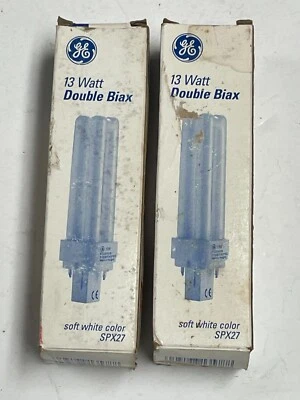 GE
13 Watt
Double Biax
soft white color
SPX27
GE
13 Watt
Double Biax
soft white color
SPX27